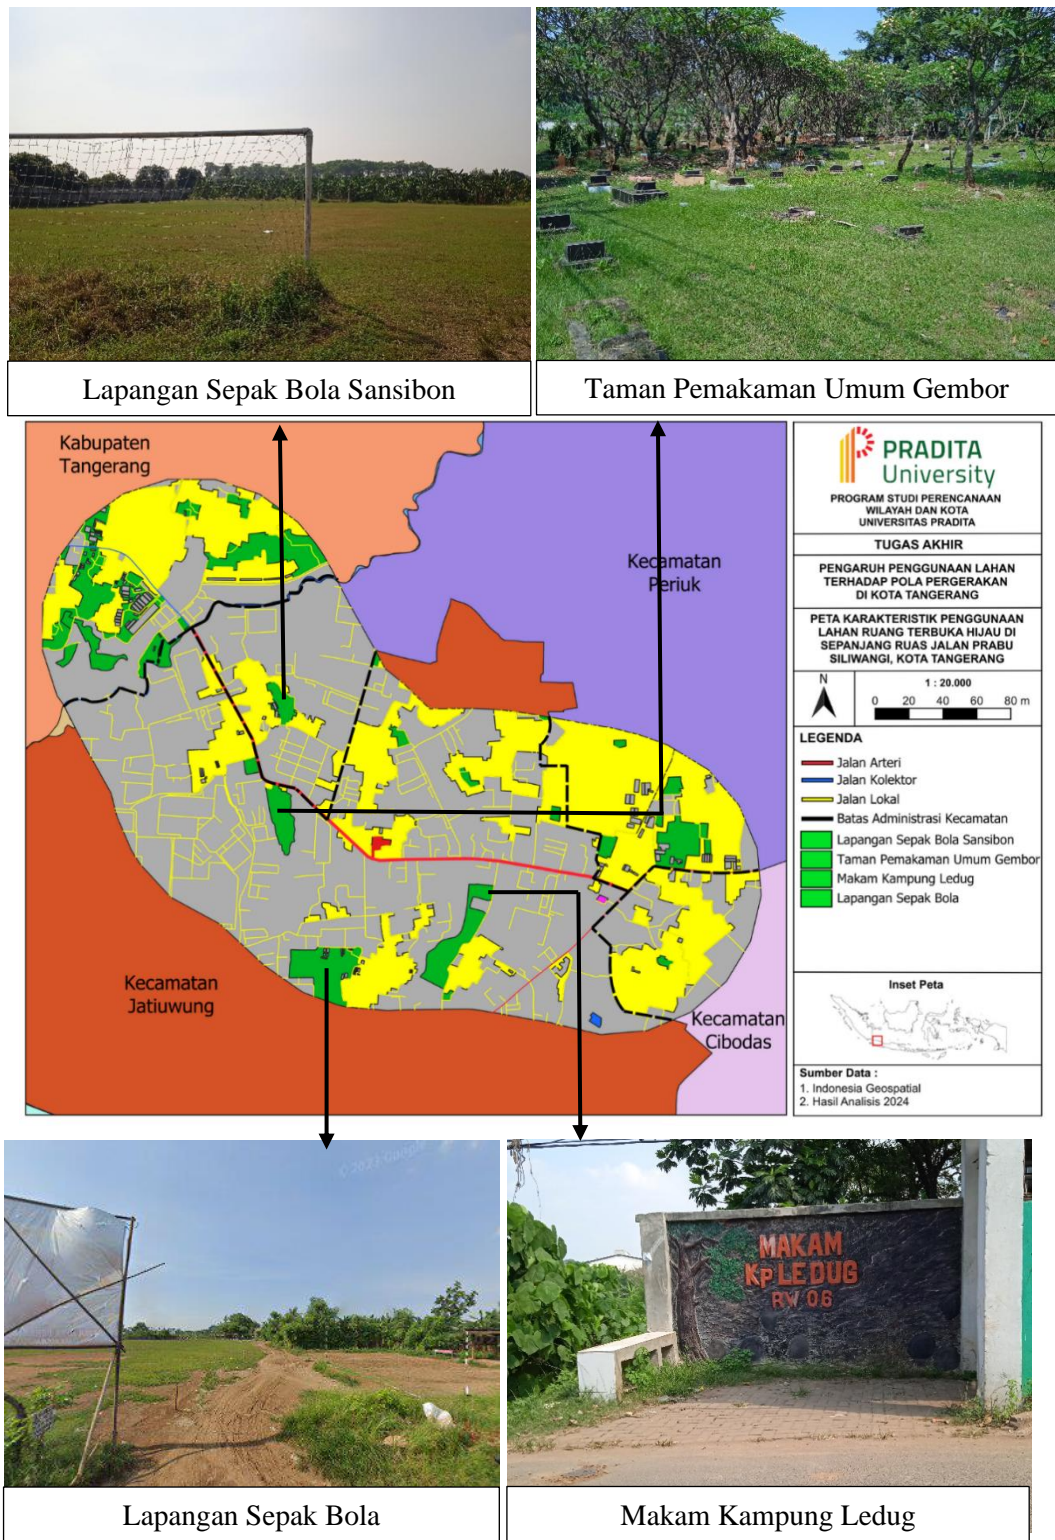 Lapangan Sepak Bola Sansibon
Taman Pemakaman Umum Gembor
Kabupaten
Tangerang
Kecamatan
Periuk
Kecamatan
Jatiuwung
Kecamatan
Cibodas
PRADITA
University
PROGRAM STUDI PERENCANAAN
WILAYAH DAN KOTA
UNIVERSITAS PRADITA
TUGAS AKHIR
PENGARUH PENGGUNAAN LAHAN
TERHADAP POLA PERGERAKAN
DI KOTA TANGERANG
PETA KARAKTERISTIK PENGGUNAAN
LAHAN RUANG TERBUKA HIJAU DI
SEPANJANG RUAS JALAN PRABU
SILIWANGI, KOTA TANGERANG
N
1 : 20.000
0 20 40 60 80 m
LEGENDA
Jalan Arteri
Jalan Kolektor
Jalan Lokal
Batas Administrasi Kecamatan
Lapangan Sepak Bola Sansibon
Taman Pemakaman Umum Gembor
Makam Kampung Ledug
Lapangan Sepak Bola
Inset Peta
Sumber Data :
1. Indonesia Geospatial
2. Hasil Analisis 2024
© 2023 Google
MAKAM
Kp LEDUG
RW 06
Lapangan Sepak Bola
Makam Kampung Ledug